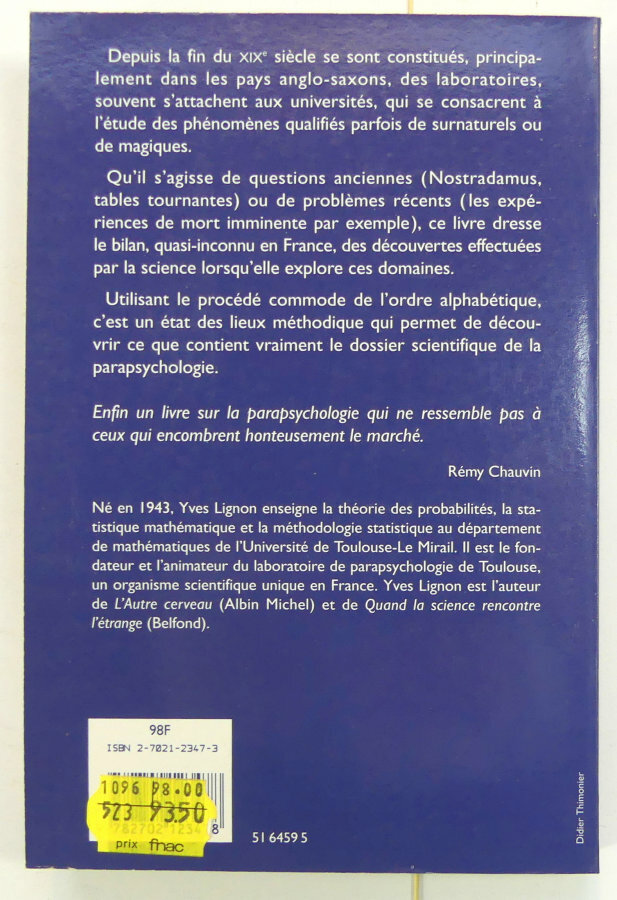 Depuis la fin du XIXe siècle se sont constitués, principa-
lement dans les pays anglo-saxons, des laboratoires,
souvent s'attachent aux universités, qui se consacrent à
l'étude des phénomènes qualifiés parfois de surnaturels ou
de magiques.
Qu'il s'agisse de questions anciennes (Nostradamus,
tables tournantes) ou de problèmes récents (les expé-
riences de mort imminente par exemple), ce livre dresse
le bilan, quasi-inconnu en France, des découvertes effectuées
par la science lorsqu'elle explore ces domaines.
Utilisant le procédé commode de l'ordre alphabétique,
c'est un état des lieux méthodique qui permet de décou-
vrir ce que contient vraiment le dossier scientifique de la
parapsychologie.
Enfin un livre sur la parapsychologie qui ne ressemble pas à
ceux qui encombrent honteusement le marché.
Rémy Chauvin
Né en 1943, Yves Lignon enseigne la théorie des probabilités, la sta-
tistique mathématique et la méthodologie statistique au département
de mathématiques de l'Université de Toulouse-Le Mirail. Il est le fon-
dateur et l'animateur du laboratoire de parapsychologie de Toulouse,
un organisme scientifique unique en France. Yves Lignon est l'auteur
de L'Autre cerveau (Albin Michel) et de Quand la science rencontre
l'étrange (Belfond).
98F
ISBN 2-7021-2347-3
1096 98.00
523 93.50
prix fnac
8
51 6459 5
Didier Thimonier